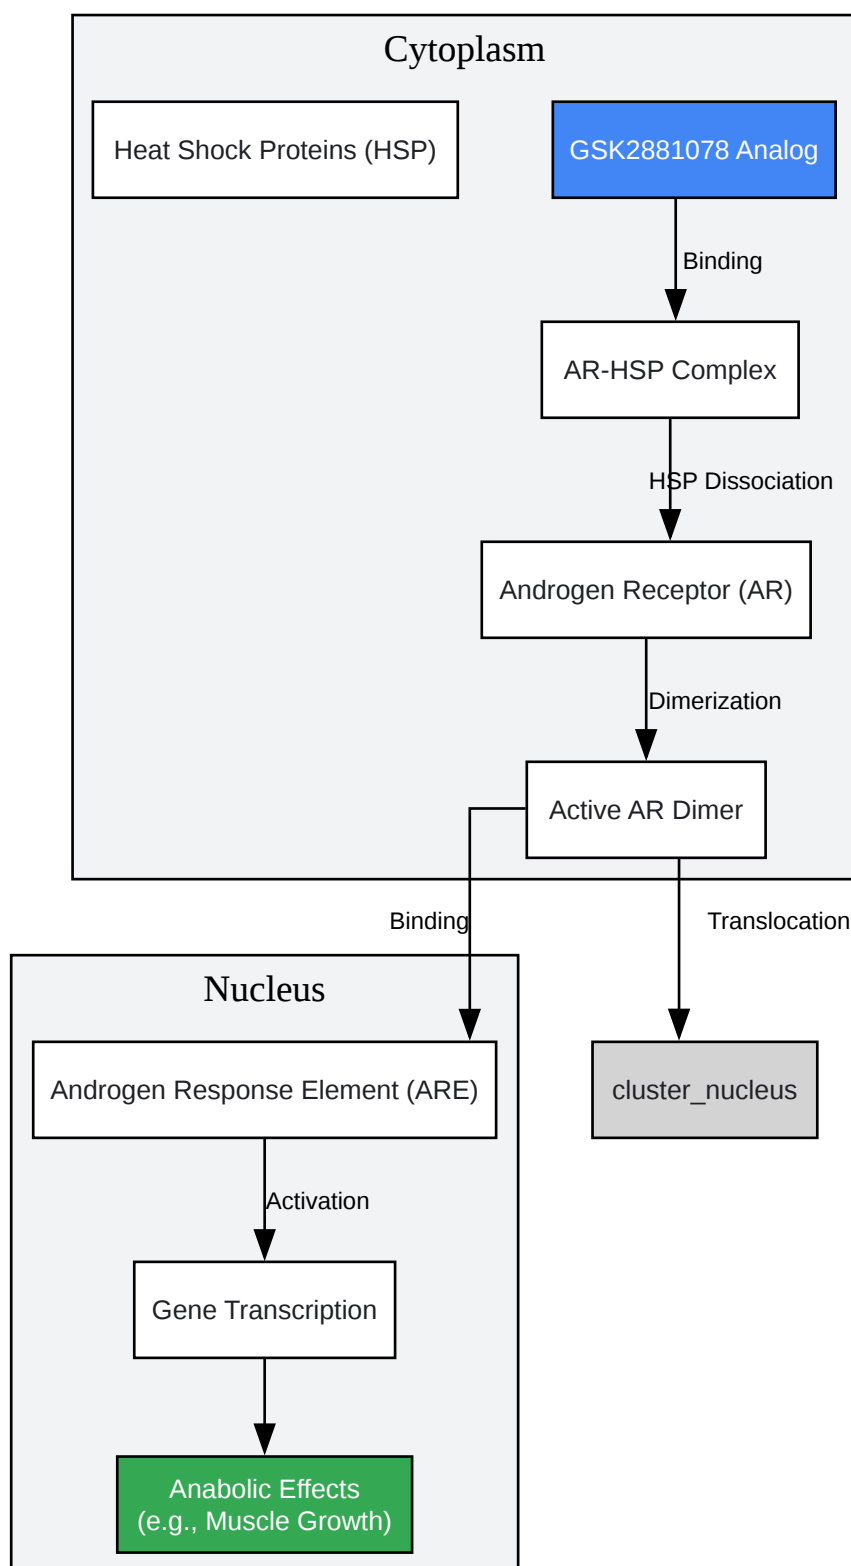 Cytoplasm
Heat Shock Proteins (HSP)
GSK2881078 Analog
Binding
AR-HSP Complex
HSP Dissociation
Androgen Receptor (AR)
Dimerization
Active AR Dimer
Binding
Translocation
Nucleus
Androgen Response Element (ARE)
cluster_nucleus
Activation
Gene Transcription
Anabolic Effects
(e.g., Muscle Growth)